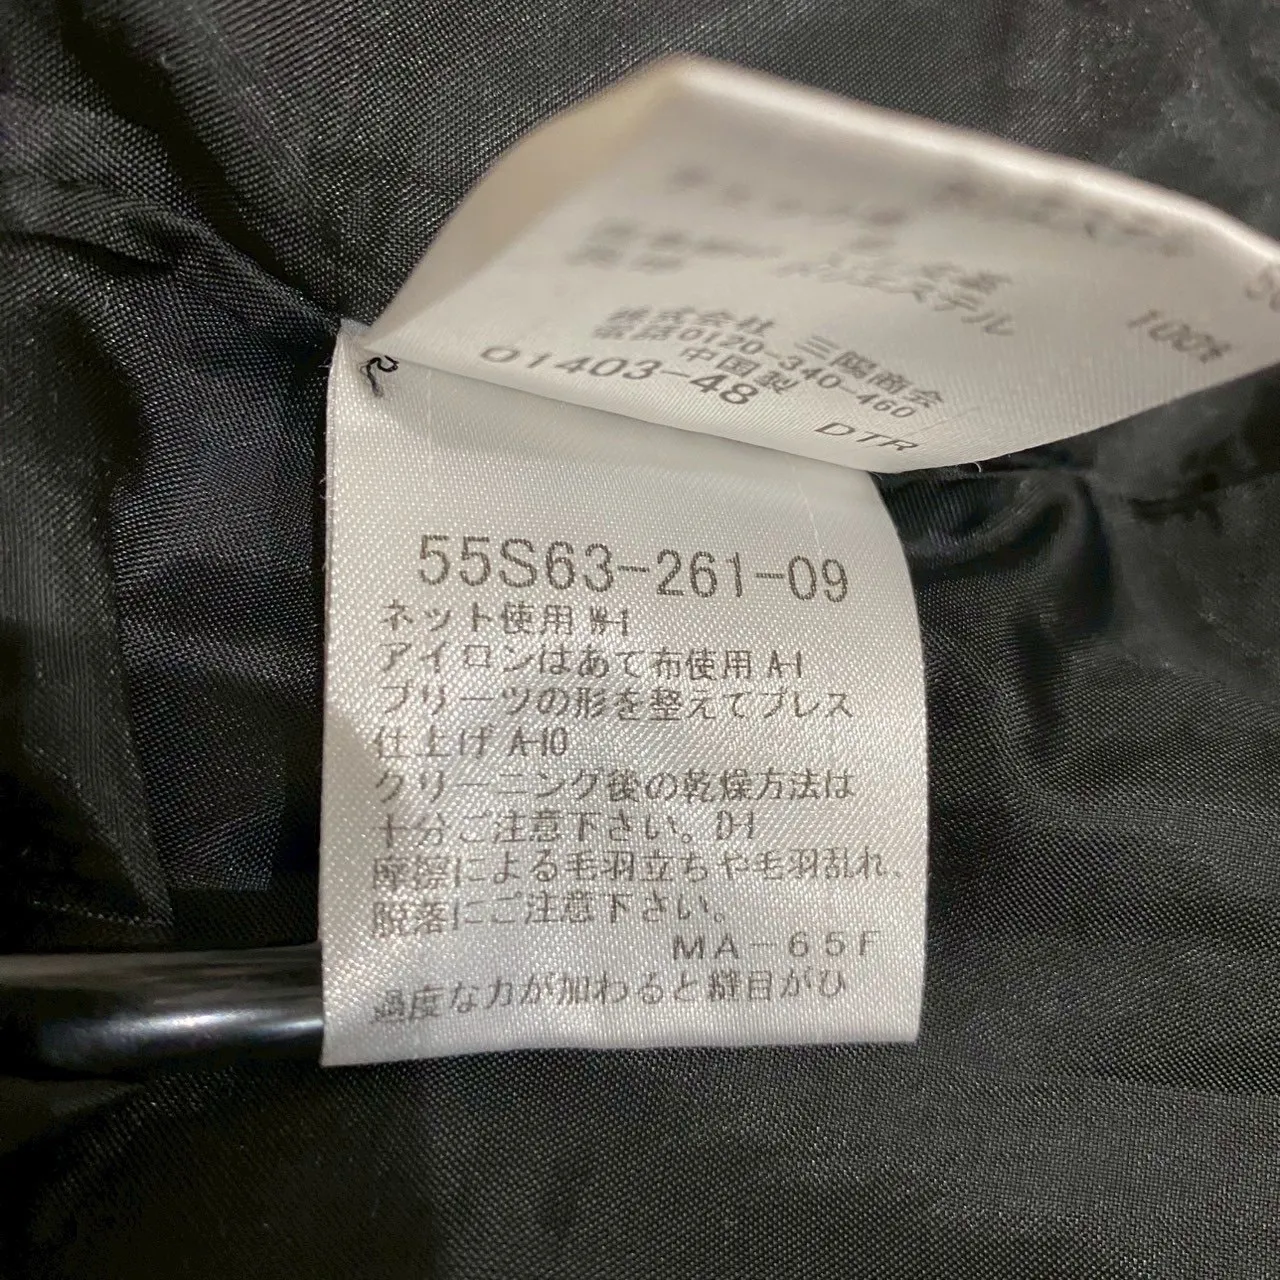 ポリエステル 100%
株式会社 三陽商会
0120-340-460
中国製
01403-48 DTR
55S63-261-09
ネット使用 W-1
アイロンはあて布使用 A-1
プリーツの形を整えてプレス
仕上げ A-10
クリーニング後の乾燥方法は
十分ご注意下さい。D-1
摩擦による毛羽立ちや毛羽乱れ、
脱落にご注意下さい。
MA-65F
過度な力が加わると縫目がひ